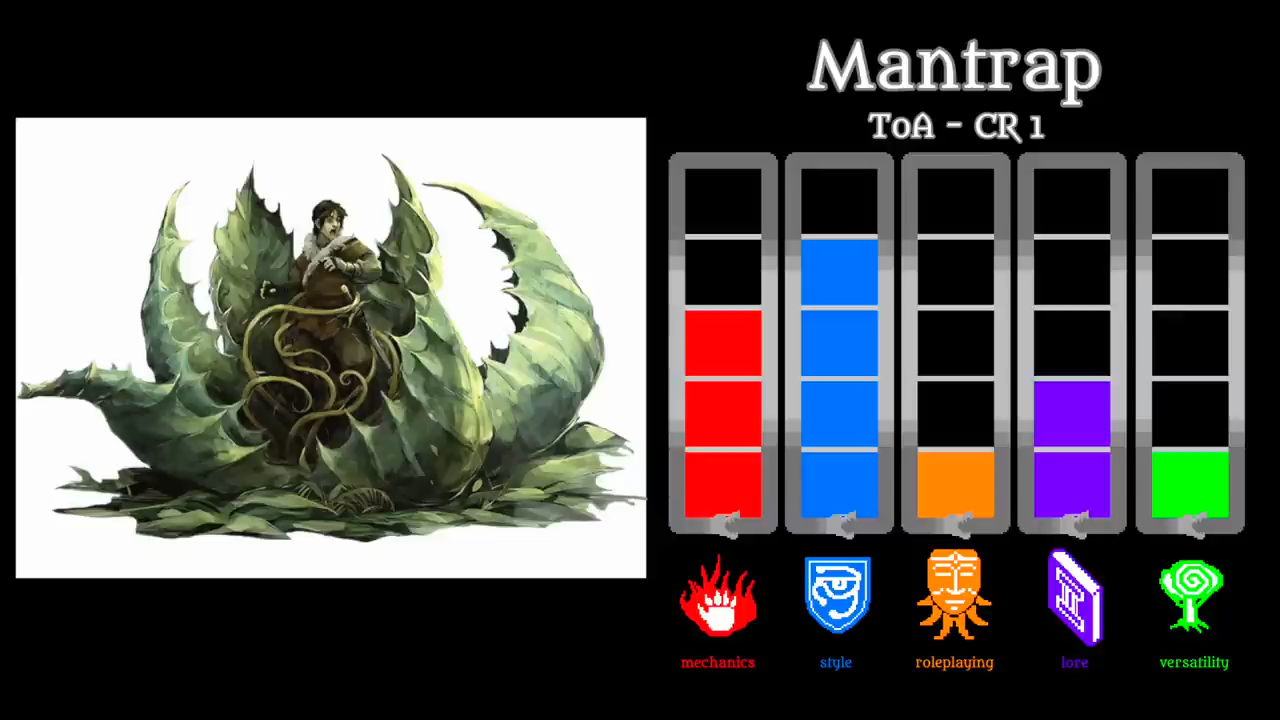 Mantrap
ToA - CR 1
mechanics
style
roleplaying
lore
versatility